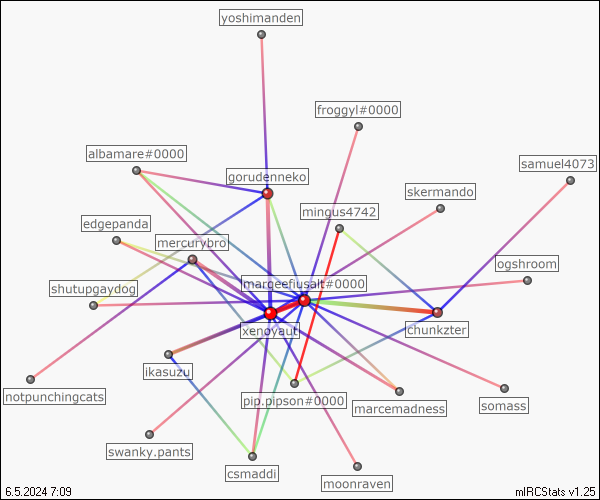 yoshimanden
froggyl#0000
albamare#0000
samuel4073
gorudenneko
skermando
mingus4742
edgepanda
mercurybro
ogshroom
margeefiusalt#0000
shutupgaydog
xenoyaut
chunkzter
ikasuzu
notpunchingcats
pip.pipson#0000
marcemadness
somass
swanky.pants
csmaddi
moonraven
6.5.2024 7:09
mIRCStats v1.25